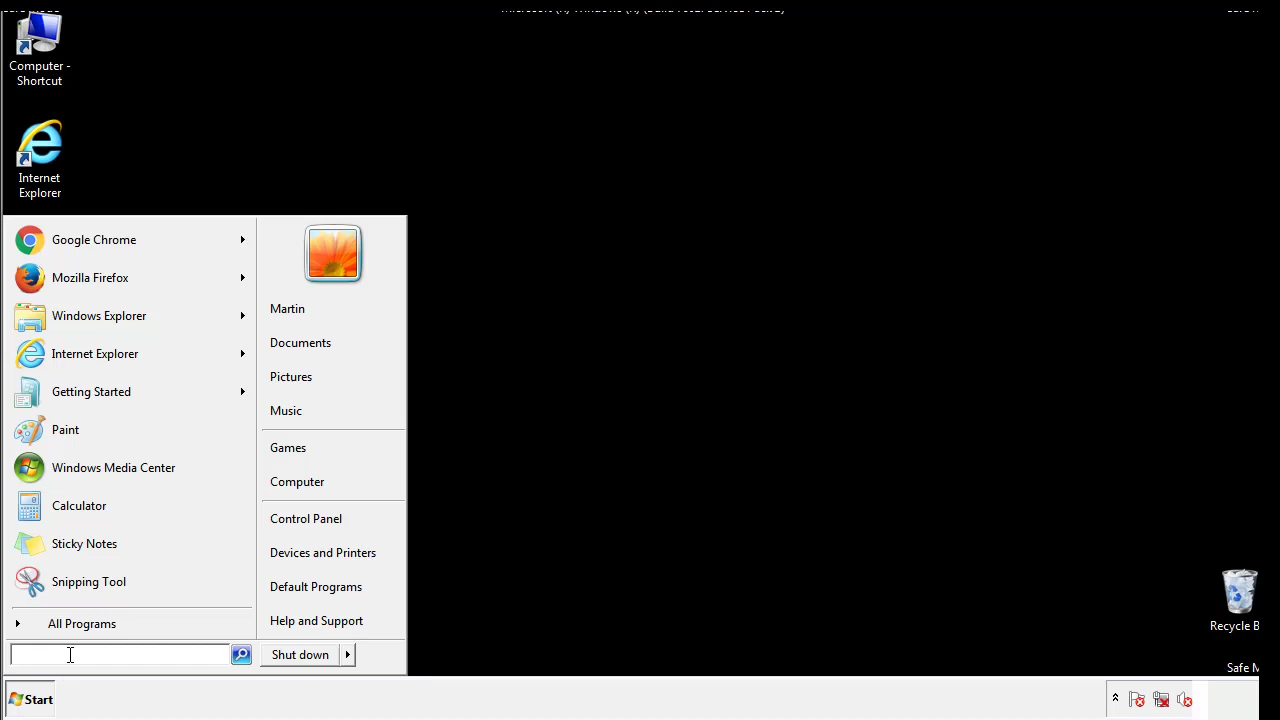 Computer -
Shortcut
Internet
Explorer
Google Chrome
Mozilla Firefox
Windows Explorer
Internet Explorer
Getting Started
Paint
Windows Media Center
Calculator
Sticky Notes
Snipping Tool
All Programs
Martin
Documents
Pictures
Music
Games
Computer
Control Panel
Devices and Printers
Default Programs
Help and Support
Shut down
Recycle B
Safe M
Start